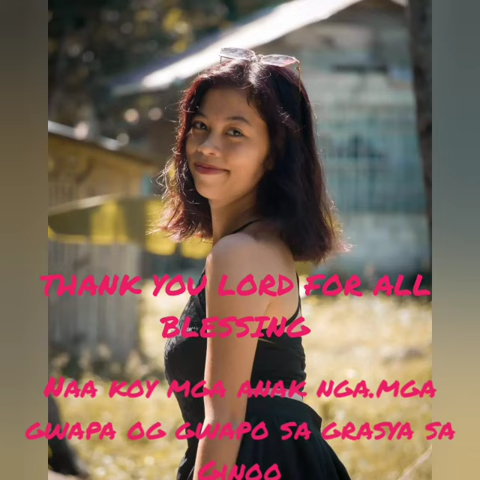 THANK YOU LORD FOR ALL
BLESSING
NAA KOY MGA ANAK NGA.MGA
GWAPA OG GWAPO SA GRASYA SA
GINOO